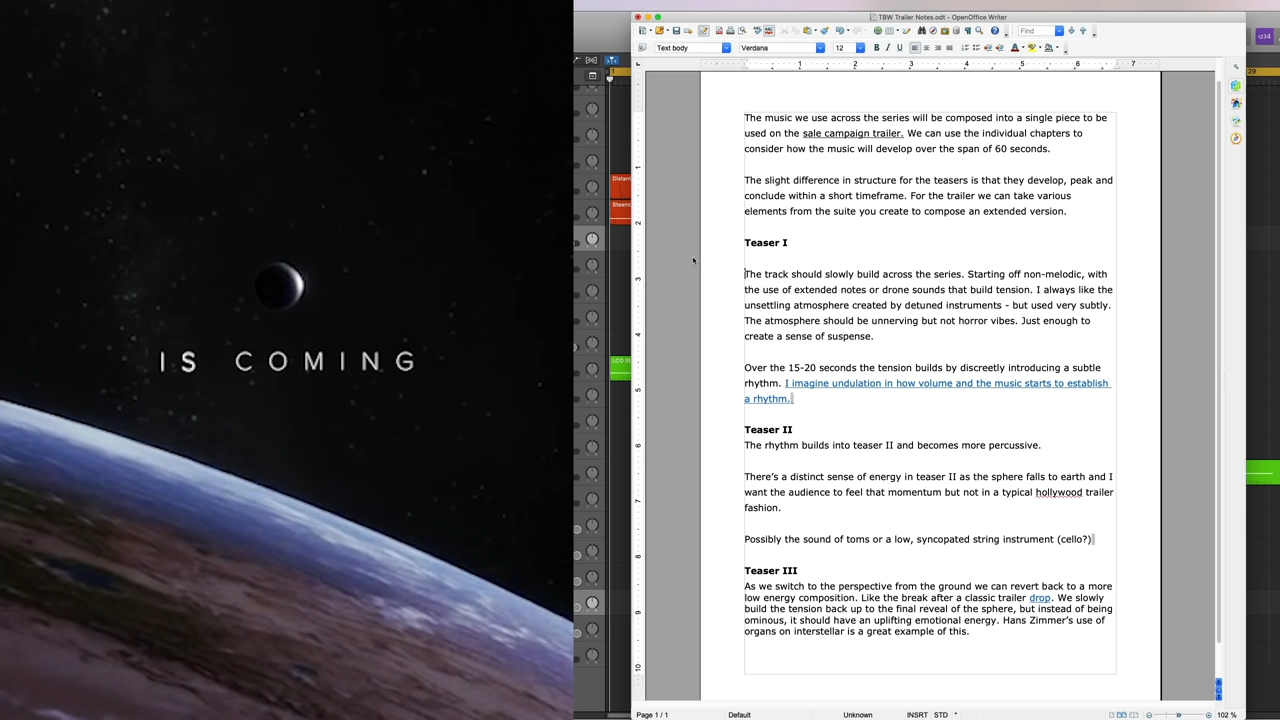 IS COMING
TBW Trailer Notes.odt - OpenOffice Writer
Find
Text body
Verdana
12
1 2 3 4 5 6 7
1234
1
29
The music we use across the series will be composed into a single piece to be
used on the sale campaign trailer. We can use the individual chapters to
consider how the music will develop over the span of 60 seconds.
The slight difference in structure for the teasers is that they develop, peak and
conclude within a short timeframe. For the trailer we can take various
elements from the suite you create to compose an extended version.
Teaser I
The track should slowly build across the series. Starting off non-melodic, with
the use of extended notes or drone sounds that build tension. I always like the
unsettling atmosphere created by detuned instruments - but used very subtly.
The atmosphere should be unnerving but not horror vibes. Just enough to
create a sense of suspense.
Over the 15-20 seconds the tension builds by discreetly introducing a subtle
rhythm. I imagine undulation in how volume and the music starts to establish
a rhythm.
Teaser II
The rhythm builds into teaser II and becomes more percussive.
There's a distinct sense of energy in teaser II as the sphere falls to earth and I
want the audience to feel that momentum but not in a typical hollywood trailer
fashion.
Possibly the sound of toms or a low, syncopated string instrument (cello?)
Teaser III
As we switch to the perspective from the ground we can revert back to a more
low energy composition. Like the break after a classic trailer drop. We slowly
build the tension back up to the final reveal of the sphere, but instead of being
ominous, it should have an uplifting emotional energy. Hans Zimmer's use of
organs on interstellar is a great example of this.
Distant
Page 1 / 1
Default
Unknown
INSRT
STD
*
102 %